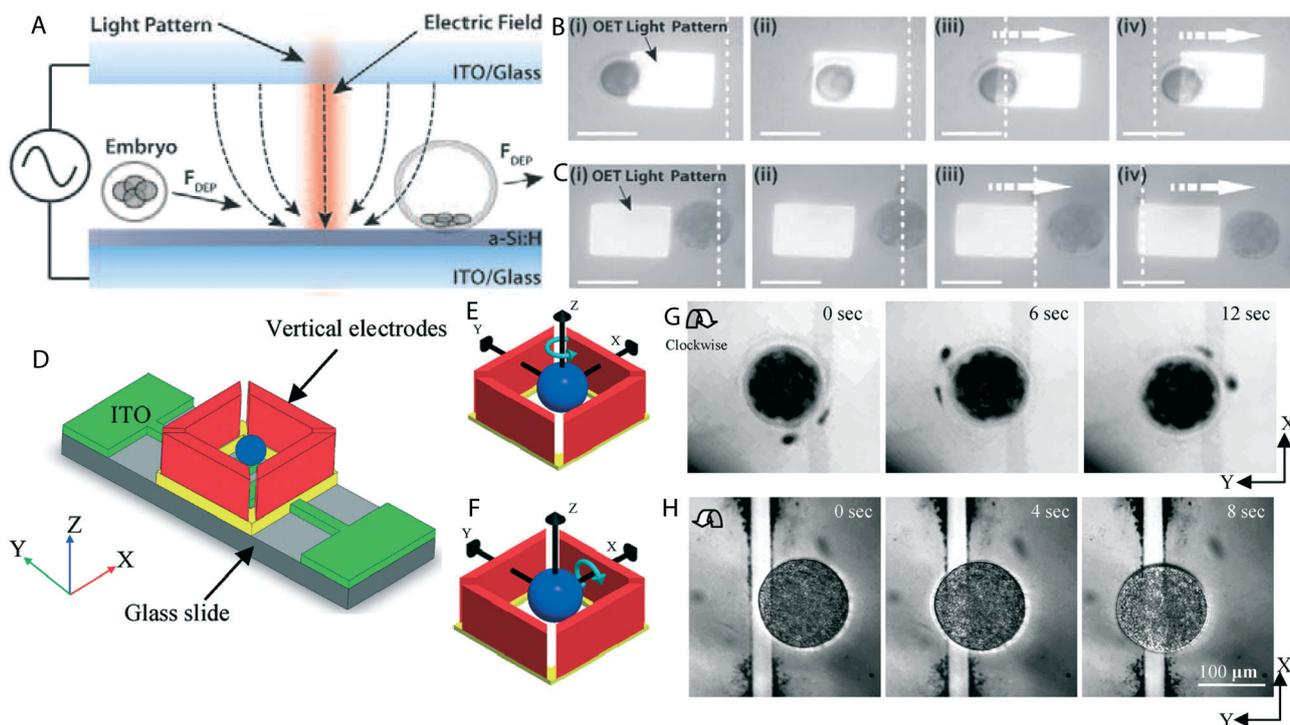 A
Light Pattern
Electric Field
ITO/Glass
Embryo
F_DEP
F_DEP
a-Si:H
ITO/Glass
B
(i) OET Light Pattern
(ii)
(iii)
(iv)
C
(i) OET Light Pattern
(ii)
(iii)
(iv)
D
Vertical electrodes
ITO
Z
Y
X
Glass slide
E
Z
Y
X
F
Z
Y
X
G
Clockwise
0 sec
6 sec
12 sec
X
Y
H
0 sec
4 sec
8 sec
100 µm
X
Y